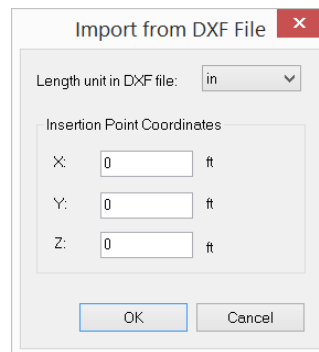 Import from DXF File
Length unit in DXF file: in
Insertion Point Coordinates
X: 0 ft
Y: 0 ft
Z: 0 ft
OK Cancel